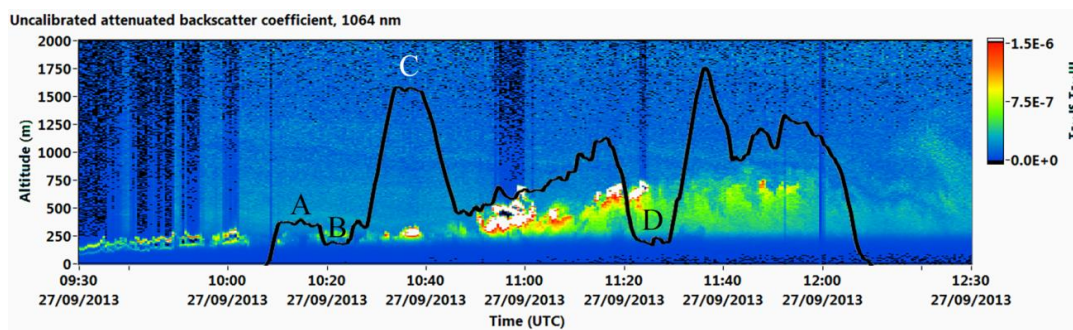 Uncalibrated attenuated backscatter coefficient, 1064 nm
2000
1750
1500
1250
1000
750
500
250
0
Altitude (m)
A
B
C
D
1.5E-6
7.5E-7
0.0E+0
09:30 10:00 10:20 10:40 11:00 11:20 11:40 12:00 12:30
27/09/2013 27/09/2013 27/09/2013 27/09/2013 27/09/2013 27/09/2013 27/09/2013 27/09/2013 27/09/2013
Time (UTC)